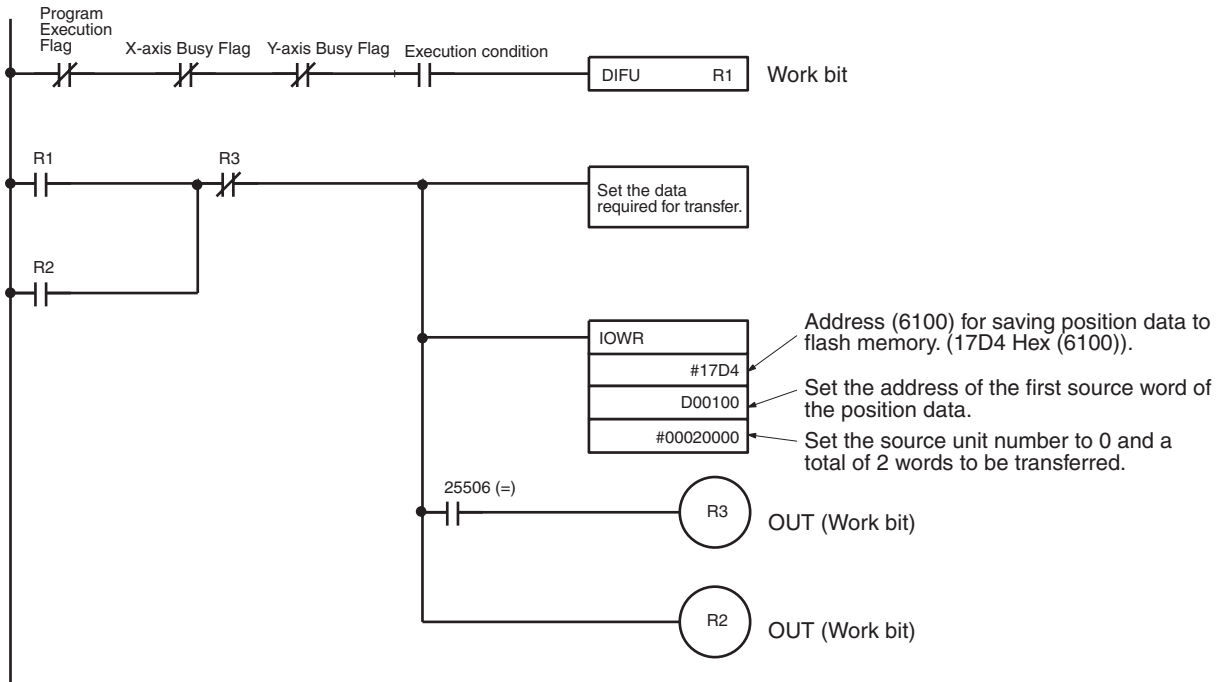 Program
Execution
Flag
X-axis Busy Flag
Y-axis Busy Flag
Execution condition
DIFU R1
Work bit
R1
R3
Set the data
required for transfer.
R2
IOWR
#17D4
D00100
#00020000
Address (6100) for saving position data to
flash memory. (17D4 Hex (6100)).
Set the address of the first source word of
the position data.
Set the source unit number to 0 and a
total of 2 words to be transferred.
25506 (=)
R3
OUT (Work bit)
R2
OUT (Work bit)